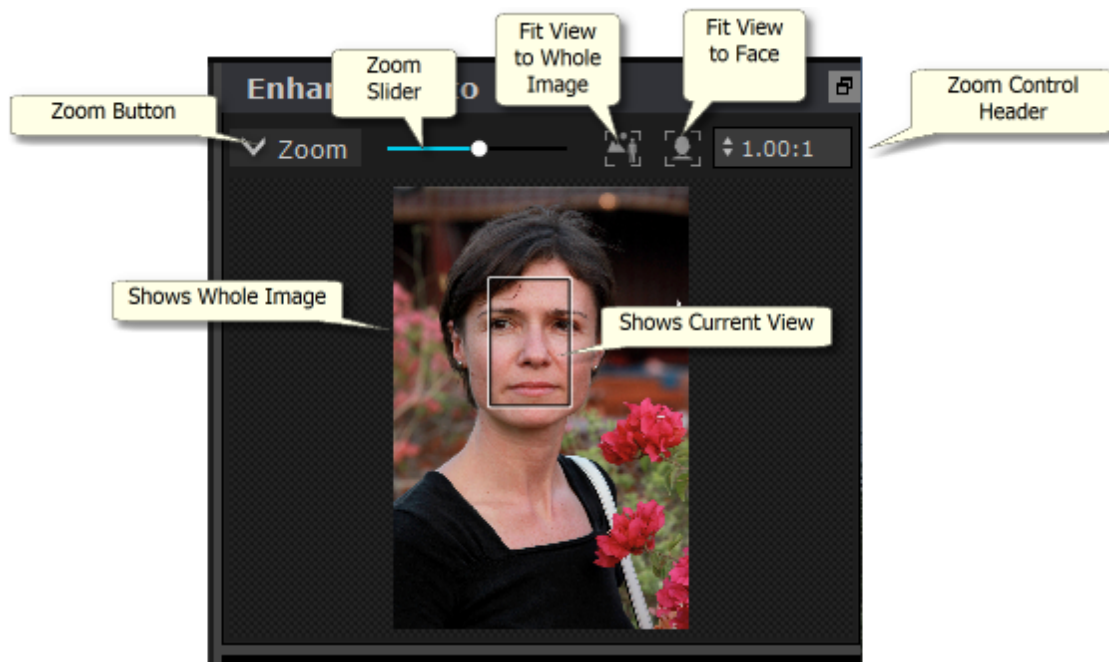 Fit View
to Whole
Image
Fit View
to Face
Zoom
Slider
Zoom Control
Header
Zoom Button
Zoom
1.00:1
Shows Whole Image
Shows Current View